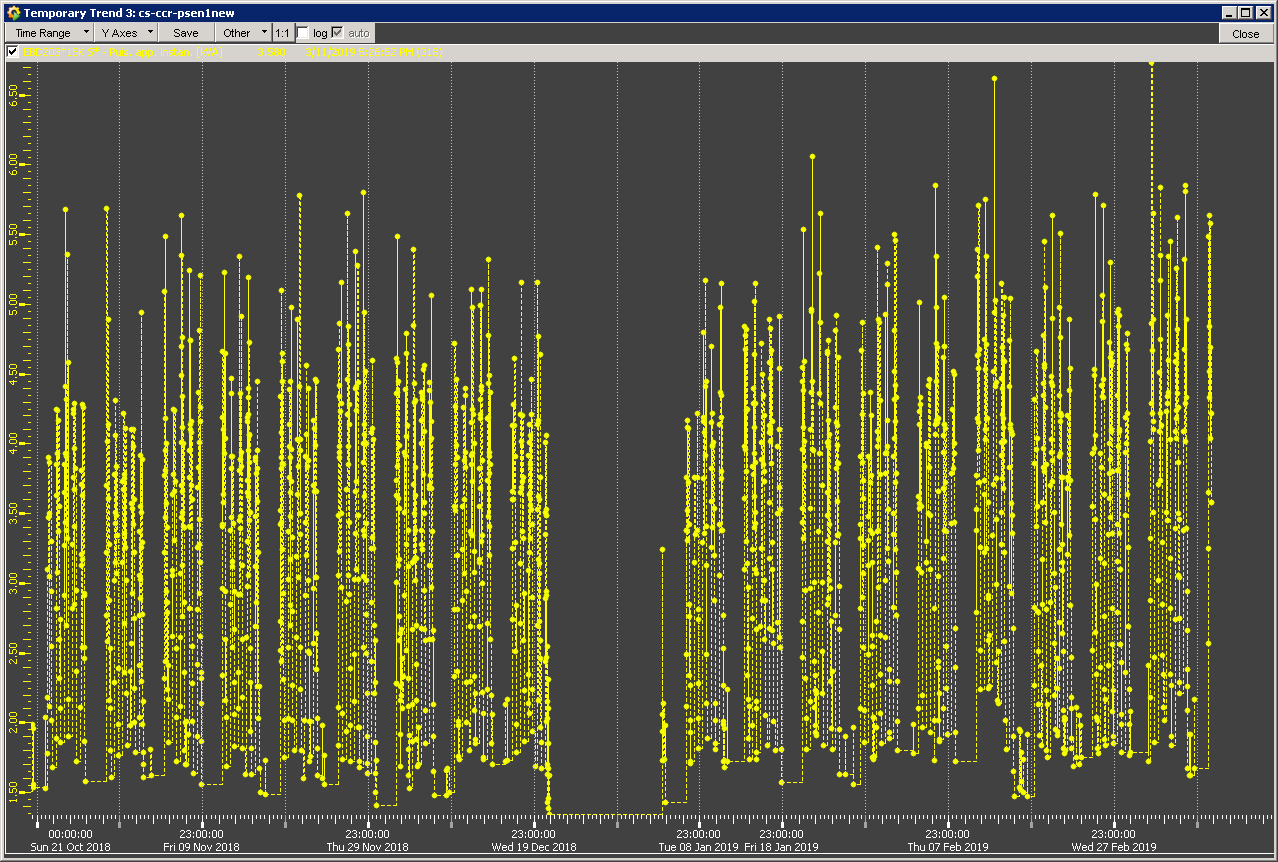 Temporary Trend 3: cs-ccr-psen1new
Time Range Y Axes Save Other 1:1 log auto Close
6.50
6.00
5.50
5.00
4.50
4.00
3.50
3.00
2.50
2.00
1.50
00:00:00 23:00:00 23:00:00 23:00:00 23:00:00 23:00:00 23:00:00 23:00:00
Sun 21 Oct 2018 Fri 09 Nov 2018 Thu 29 Nov 2018 Wed 19 Dec 2018 Tue 08 Jan 2019 Fri 18 Jan 2019 Thu 07 Feb 2019 Wed 27 Feb 2019